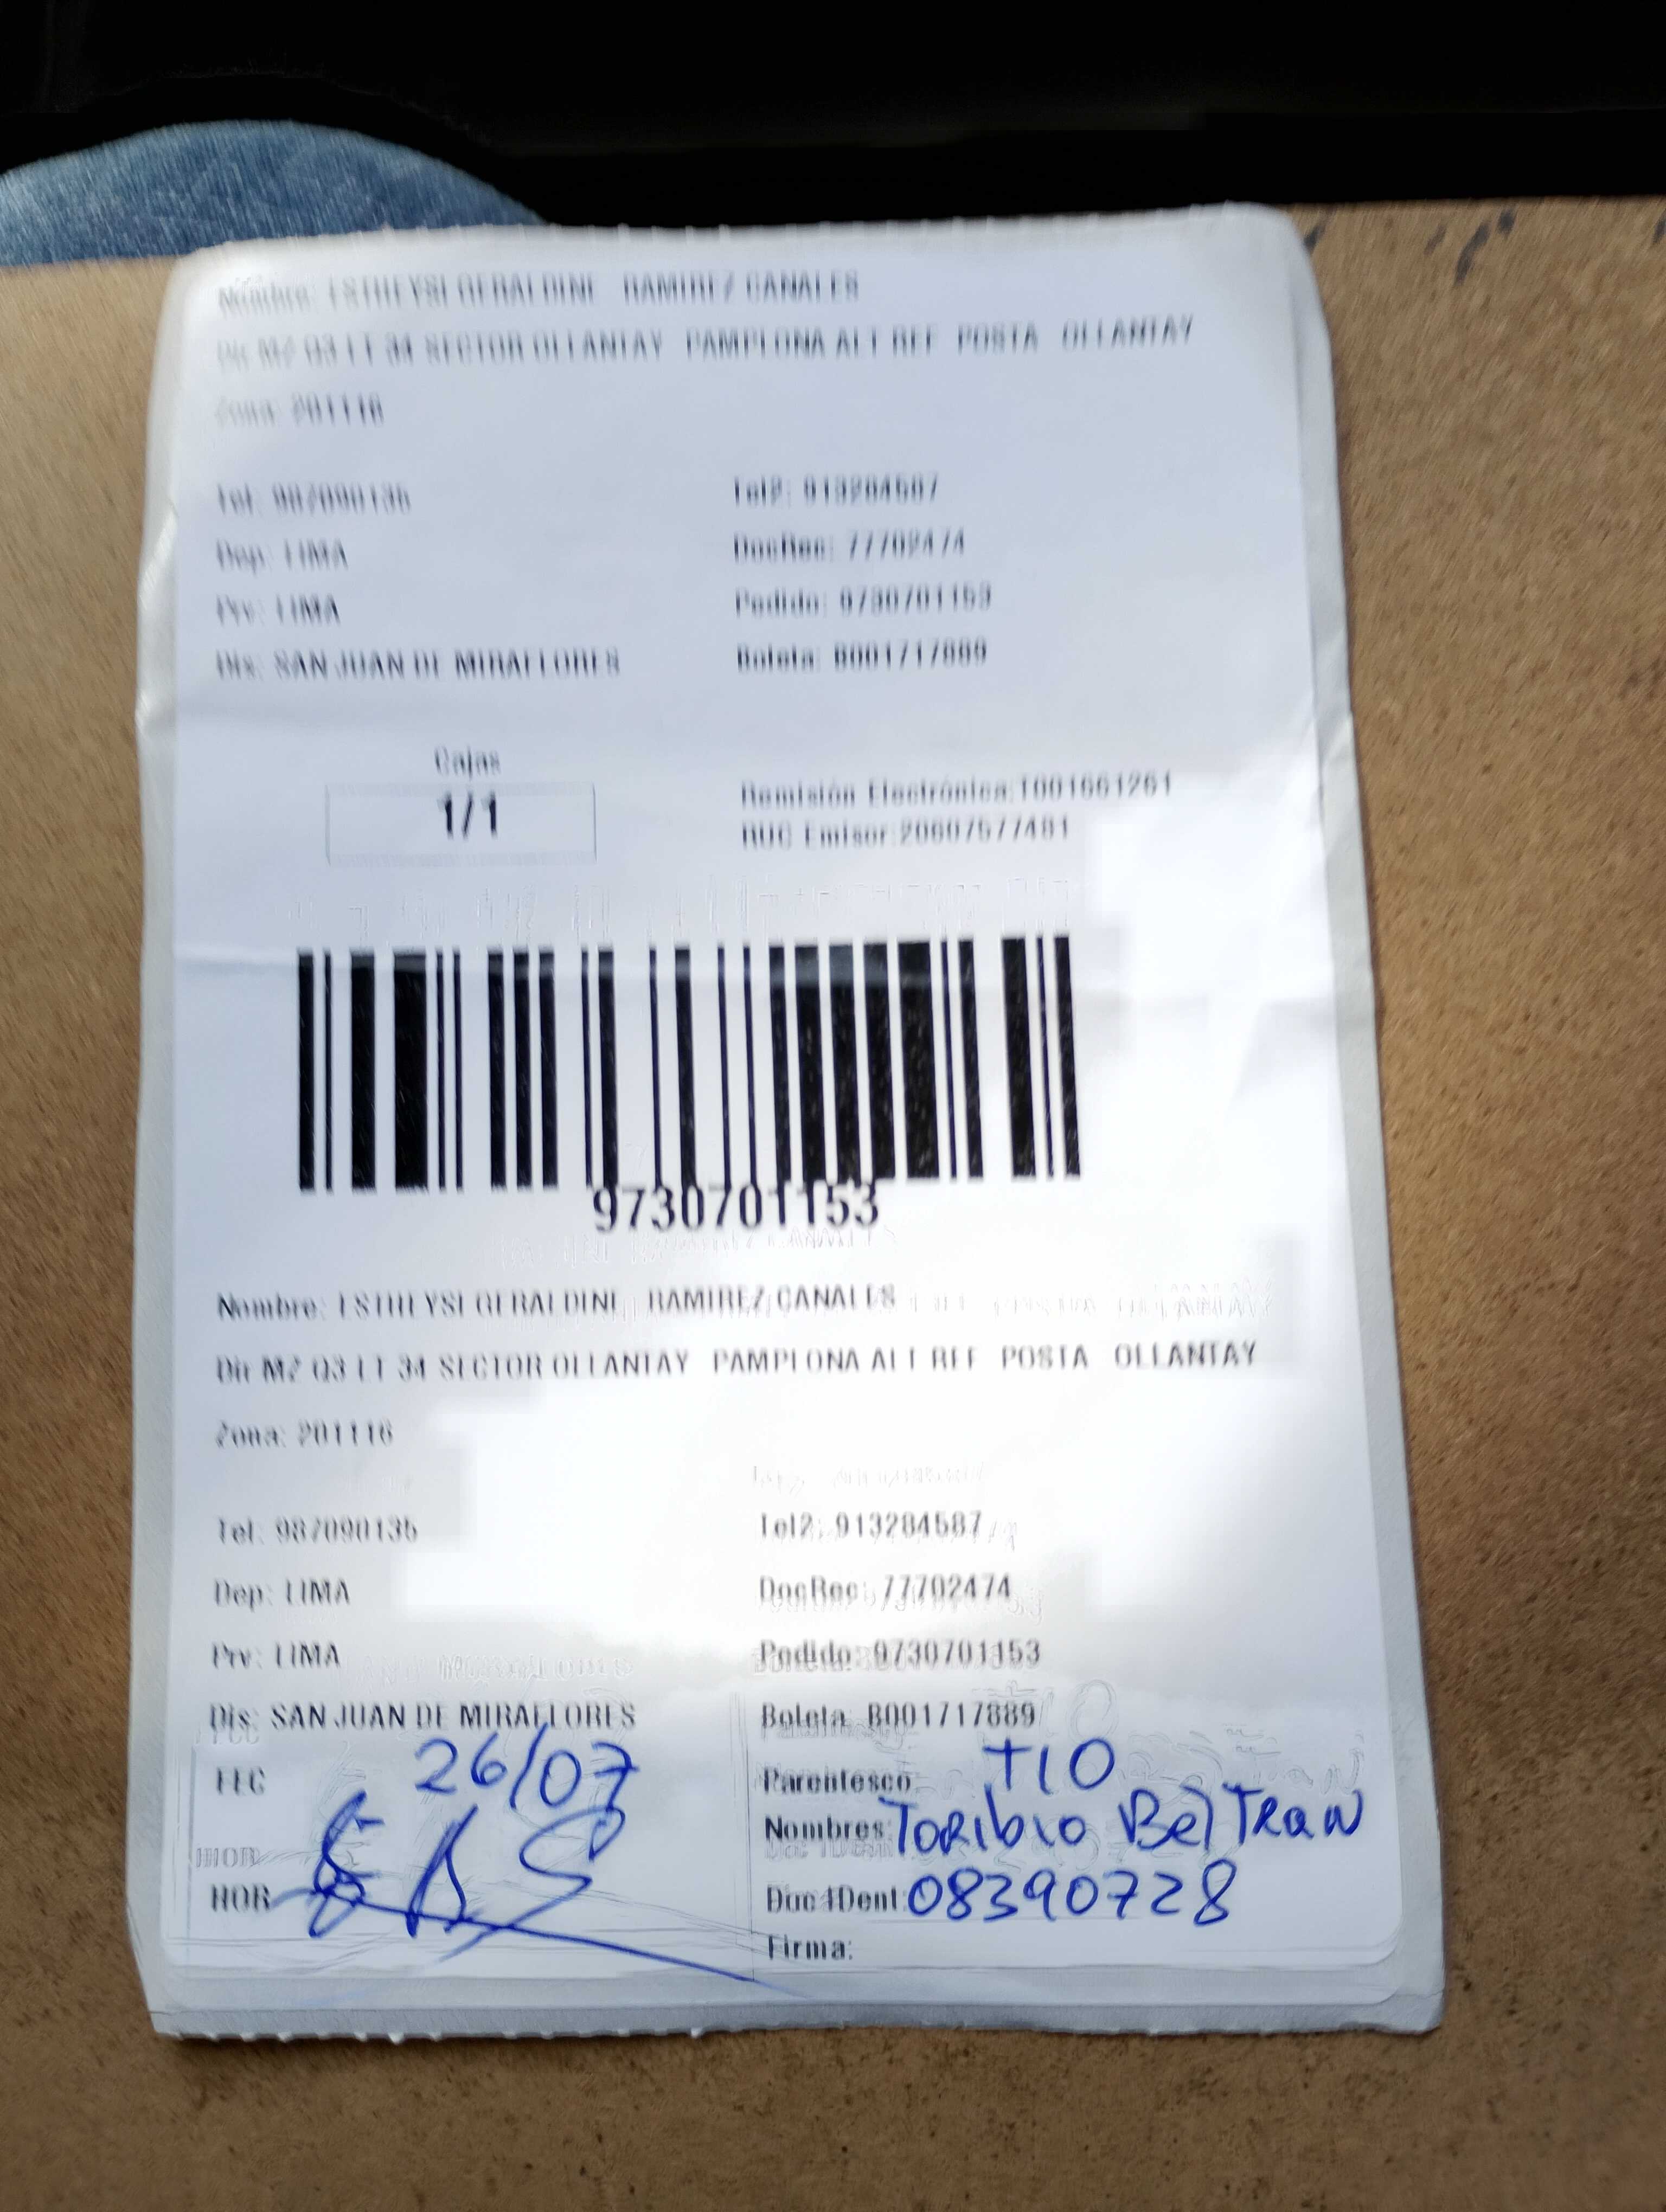 Nombre: ESTHEYSI GERALDINE RAMIREZ CANALES
Dir MZ Q3 LT 34 SECTOR OLLANTAY PAMPLONA ALT REF POSTA OLLANTAY
Zona: 201116
Tel: 987090135 Tel2: 913284587
Dep: LIMA DocRec: 77702474
Prv: LIMA Pedido: 9730701153
Dis: SAN JUAN DE MIRAFLORES Boleta: B001717889
Cajas
1/1
Remisión Electrónica:T001661261
RUC Emisor:20607577481
9730701153
Nombre: ESTHEYSI GERALDINE RAMIREZ CANALES
Dir MZ Q3 LT 34 SECTOR OLLANTAY PAMPLONA ALT REF POSTA OLLANTAY
Zona: 201116
Tel: 987090135 Tel2: 913284587
Dep: LIMA DocRec: 77702474
Prv: LIMA Pedido: 9730701153
Dis: SAN JUAN DE MIRAFLORES Boleta: B001717889
FEC 26/07 Parentesco: TIO
Nombres: Toribio BelTRaN
HOR Doc IDent: 08390728
Firma: